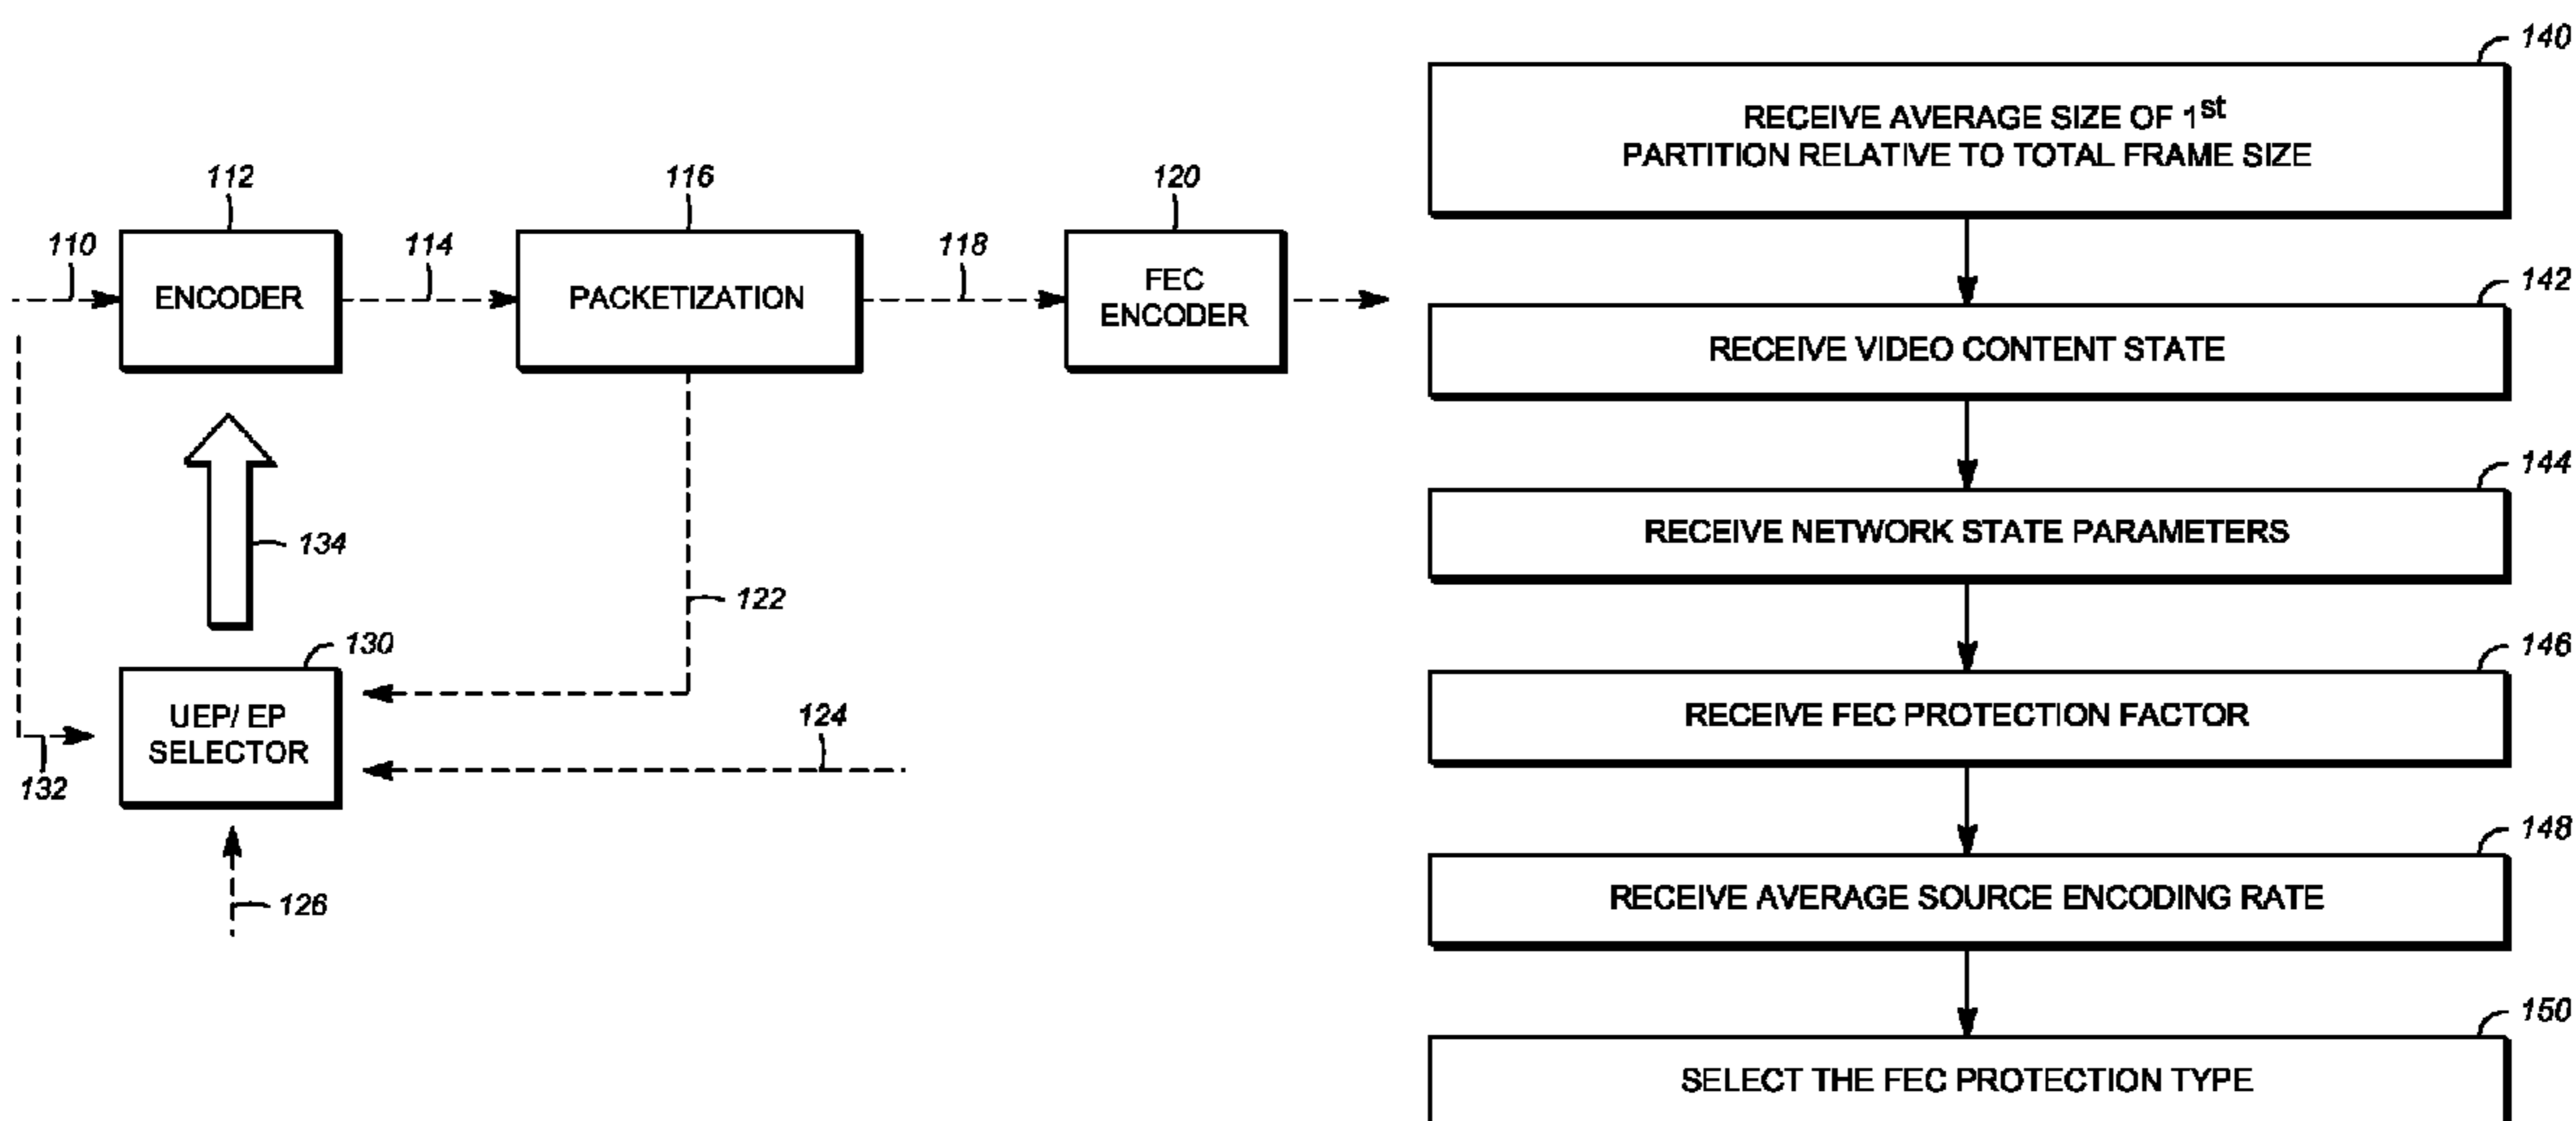 112
116
120
110
114
118
ENCODER
PACKETIZATION
FEC
ENCODER
134
122
130
UEP/ EP
SELECTOR
124
132
126
140
RECEIVE AVERAGE SIZE OF 1st
PARTITION RELATIVE TO TOTAL FRAME SIZE
142
RECEIVE VIDEO CONTENT STATE
144
RECEIVE NETWORK STATE PARAMETERS
146
RECEIVE FEC PROTECTION FACTOR
148
RECEIVE AVERAGE SOURCE ENCODING RATE
150
SELECT THE FEC PROTECTION TYPE